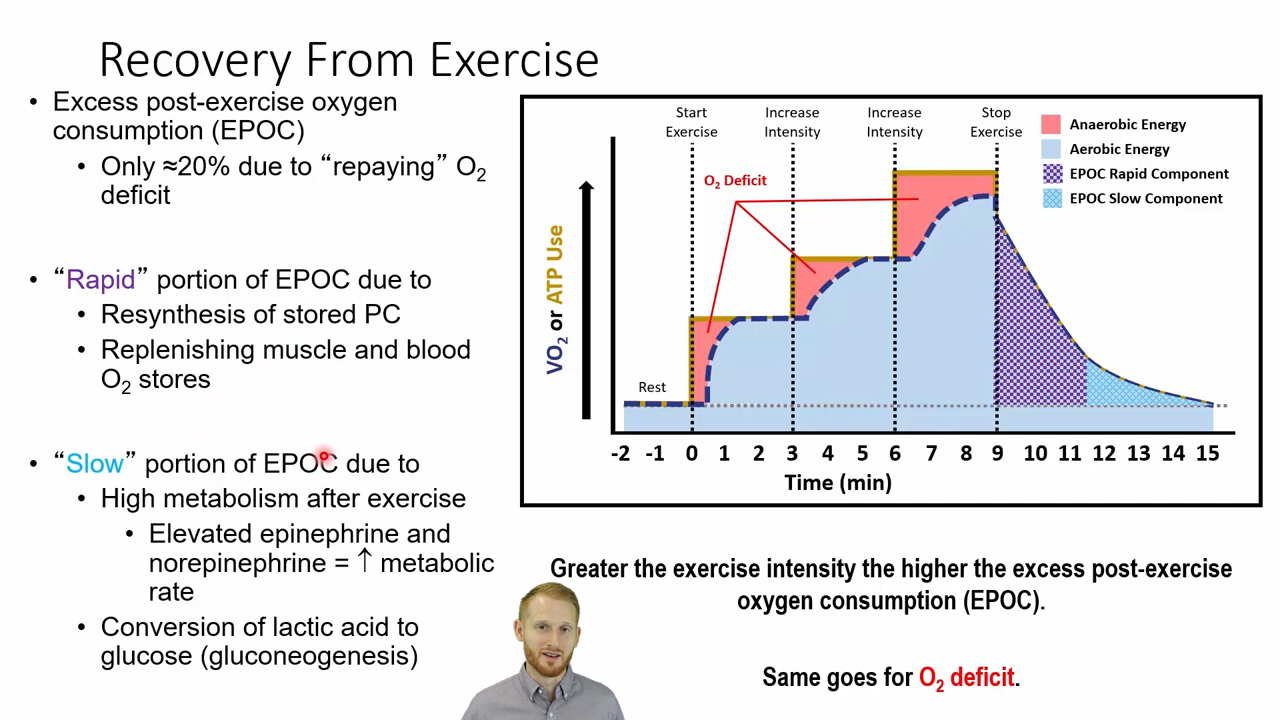 Recovery From Exercise
• Excess post-exercise oxygen
consumption (EPOC)
• Only ≈20% due to “repaying” O₂
deficit
• “Rapid” portion of EPOC due to
• Resynthesis of stored PC
• Replenishing muscle and blood
O₂ stores
• “Slow” portion of EPOC due to
• High metabolism after exercise
• Elevated epinephrine and
norepinephrine = ↑ metabolic
rate
• Conversion of lactic acid to
glucose (gluconeogenesis)
Start
Exercise
Increase
Intensity
Increase
Intensity
Stop
Exercise
Anaerobic Energy
Aerobic Energy
EPOC Rapid Component
EPOC Slow Component
O₂ Deficit
VO₂ or ATP Use
Rest
-2 -1 0 1 2 3 4 5 6 7 8 9 10 11 12 13 14 15
Time (min)
Greater the exercise intensity the higher the excess post-exercise
oxygen consumption (EPOC).
Same goes for O₂ deficit.